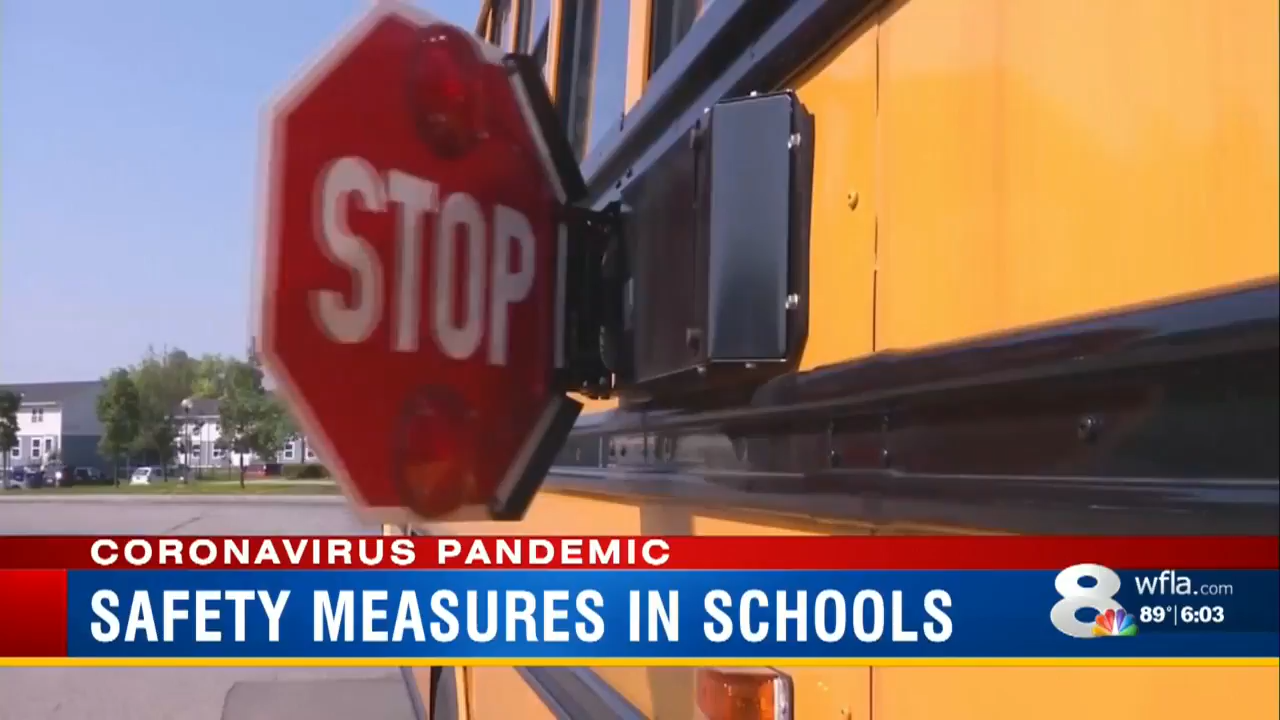 STOP
CORONAVIRUS PANDEMIC
SAFETY MEASURES IN SCHOOLS
8
wfla.com
89° | 6:03